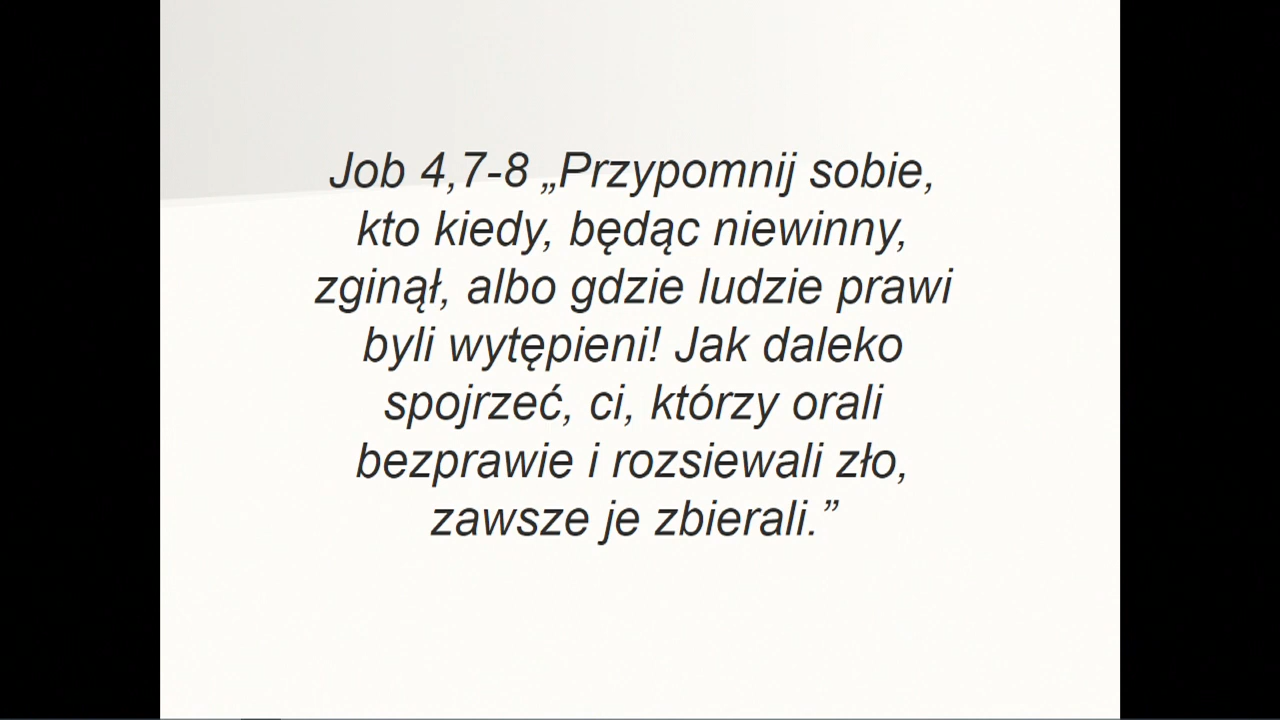 Job 4,7-8 „Przypomnij sobie,
kto kiedy, będąc niewinny,
zginął, albo gdzie ludzie prawi
byli wytępieni! Jak daleko
spojrzeć, ci, którzy orali
bezprawie i rozsiewali zło,
zawsze je zbierali.”